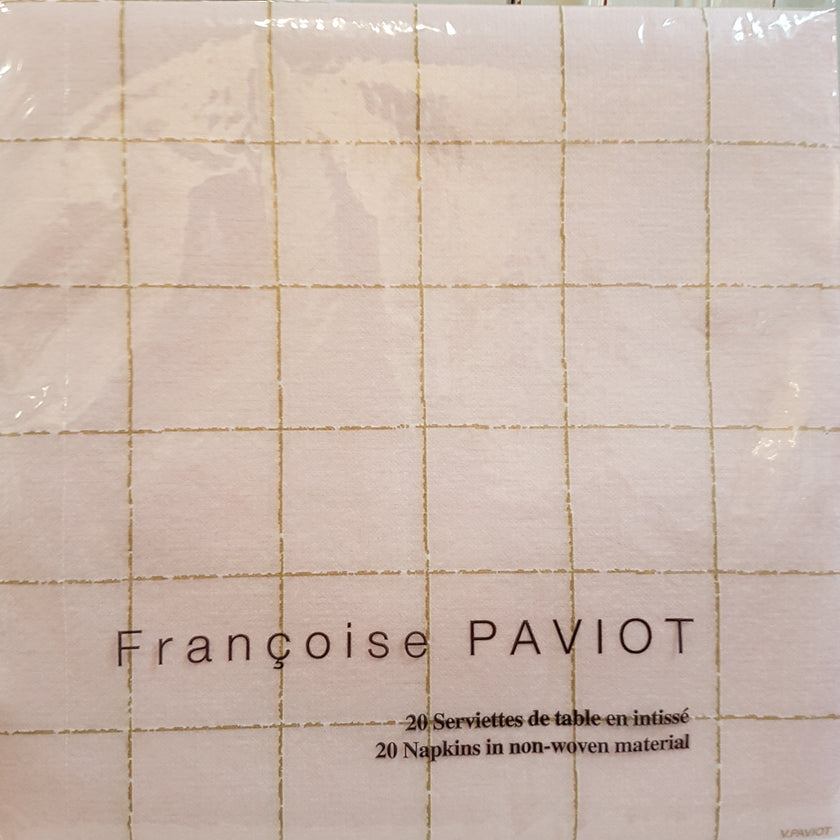 Françoise PAVIOT
20 Serviettes de table en intissé
20 Napkins in non-woven material
V.PAVIOT